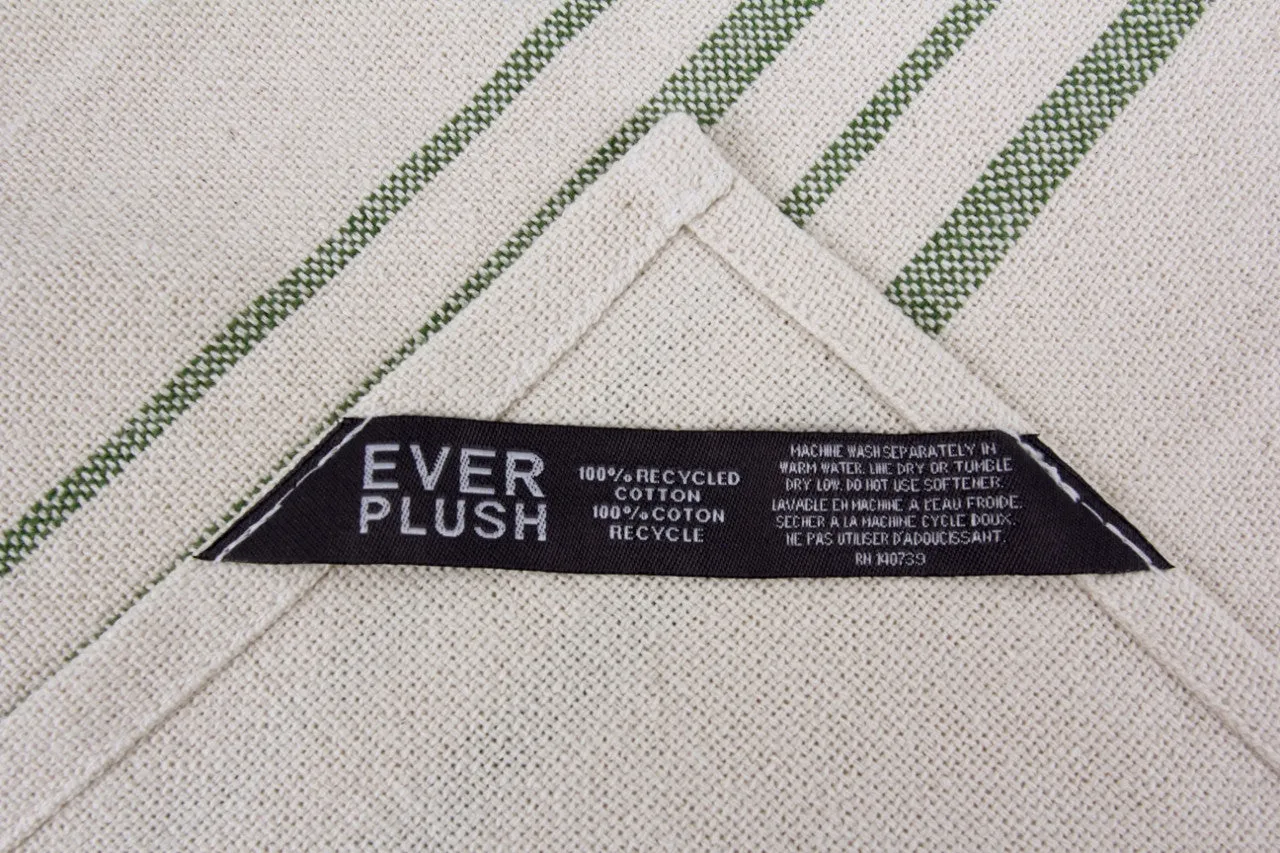 EVER
PLUSH
100% RECYCLED
COTTON
100% COTON
RECYCLE
MACHINE WASH SEPARATELY IN
WARM WATER. LINE DRY OR TUMBLE
DRY LOW. DO NOT USE SOFTENER.
LAVABLE EN MACHINE A L'EAU FROIDE.
SECHER A LA MACHINE CYCLE DOUX.
NE PAS UTILISER D'ADOUCISSANT.
RN 140739